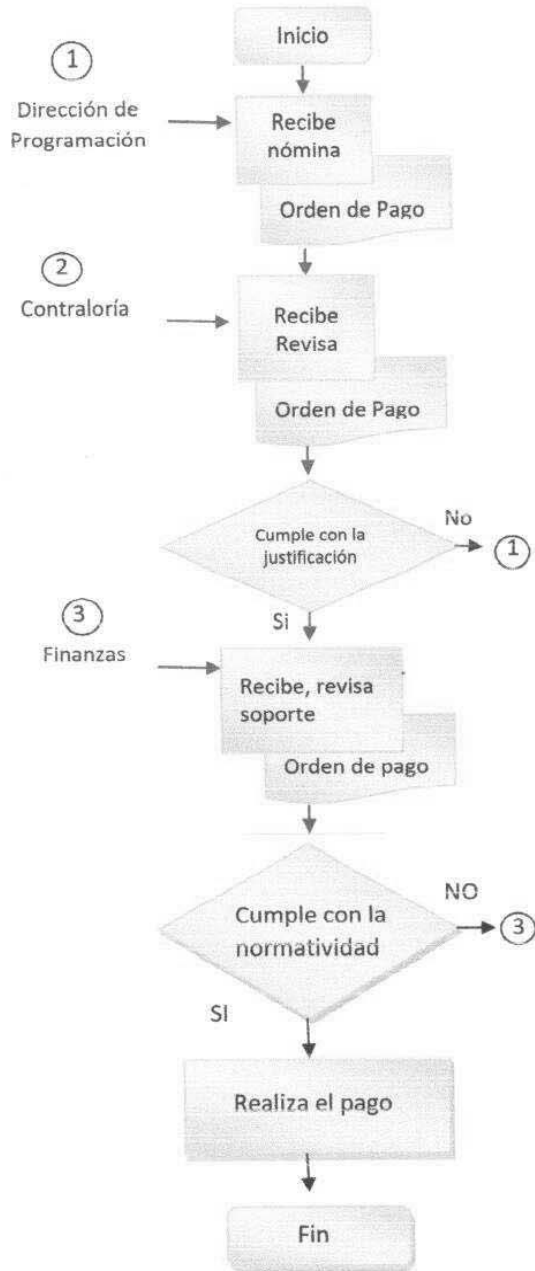 Inicio
1
Dirección de
Programación
Recibe
nómina
Orden de Pago
2
Contraloría
Recibe
Revisa
Orden de Pago
Cumple con la
justificación
No
1
Si
3
Finanzas
Recibe, revisa
soporte
Orden de pago
Cumple con la
normatividad
NO
3
SI
Realiza el pago
Fin